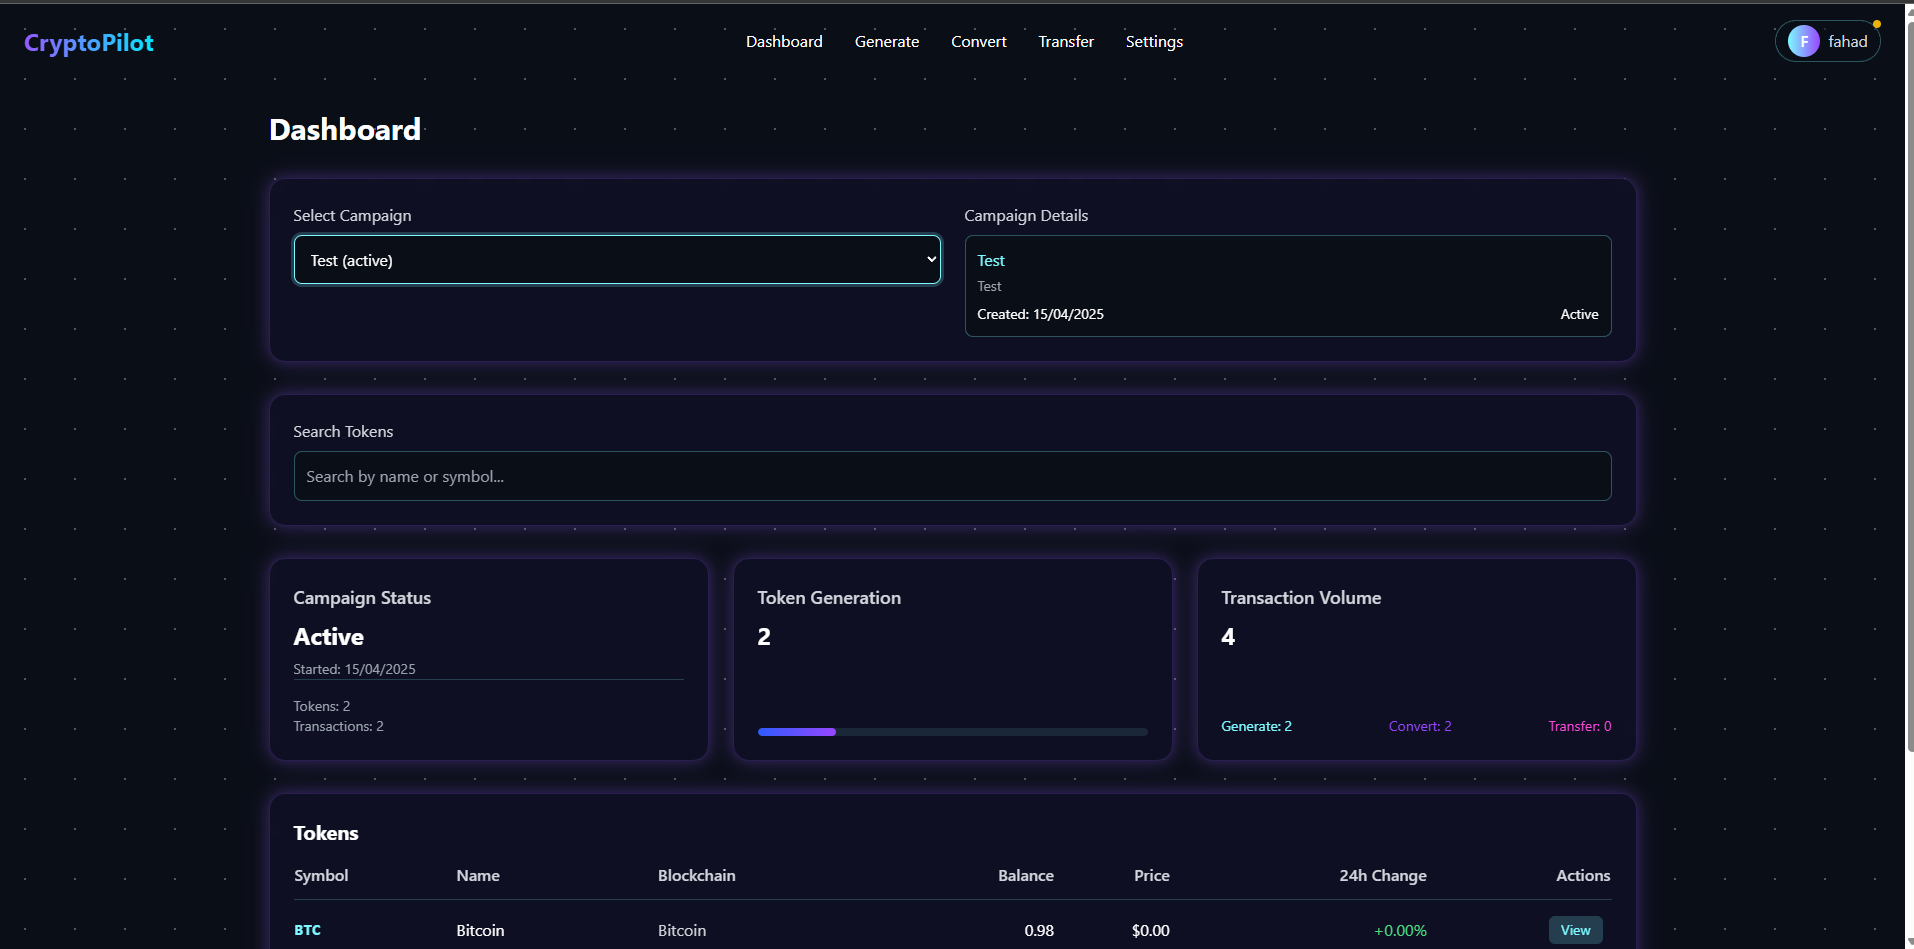 CryptoPilot
Dashboard Generate Convert Transfer Settings
F fahad
Dashboard
Select Campaign
Test (active)
Campaign Details
Test
Test
Created: 15/04/2025 Active
Search Tokens
Search by name or symbol...
Campaign Status
Active
Started: 15/04/2025
Tokens: 2
Transactions: 2
Token Generation
2
Transaction Volume
4
Generate: 2 Convert: 2 Transfer: 0
Tokens
Symbol Name Blockchain Balance Price 24h Change Actions
BTC Bitcoin Bitcoin 0.98 $0.00 +0.00% View